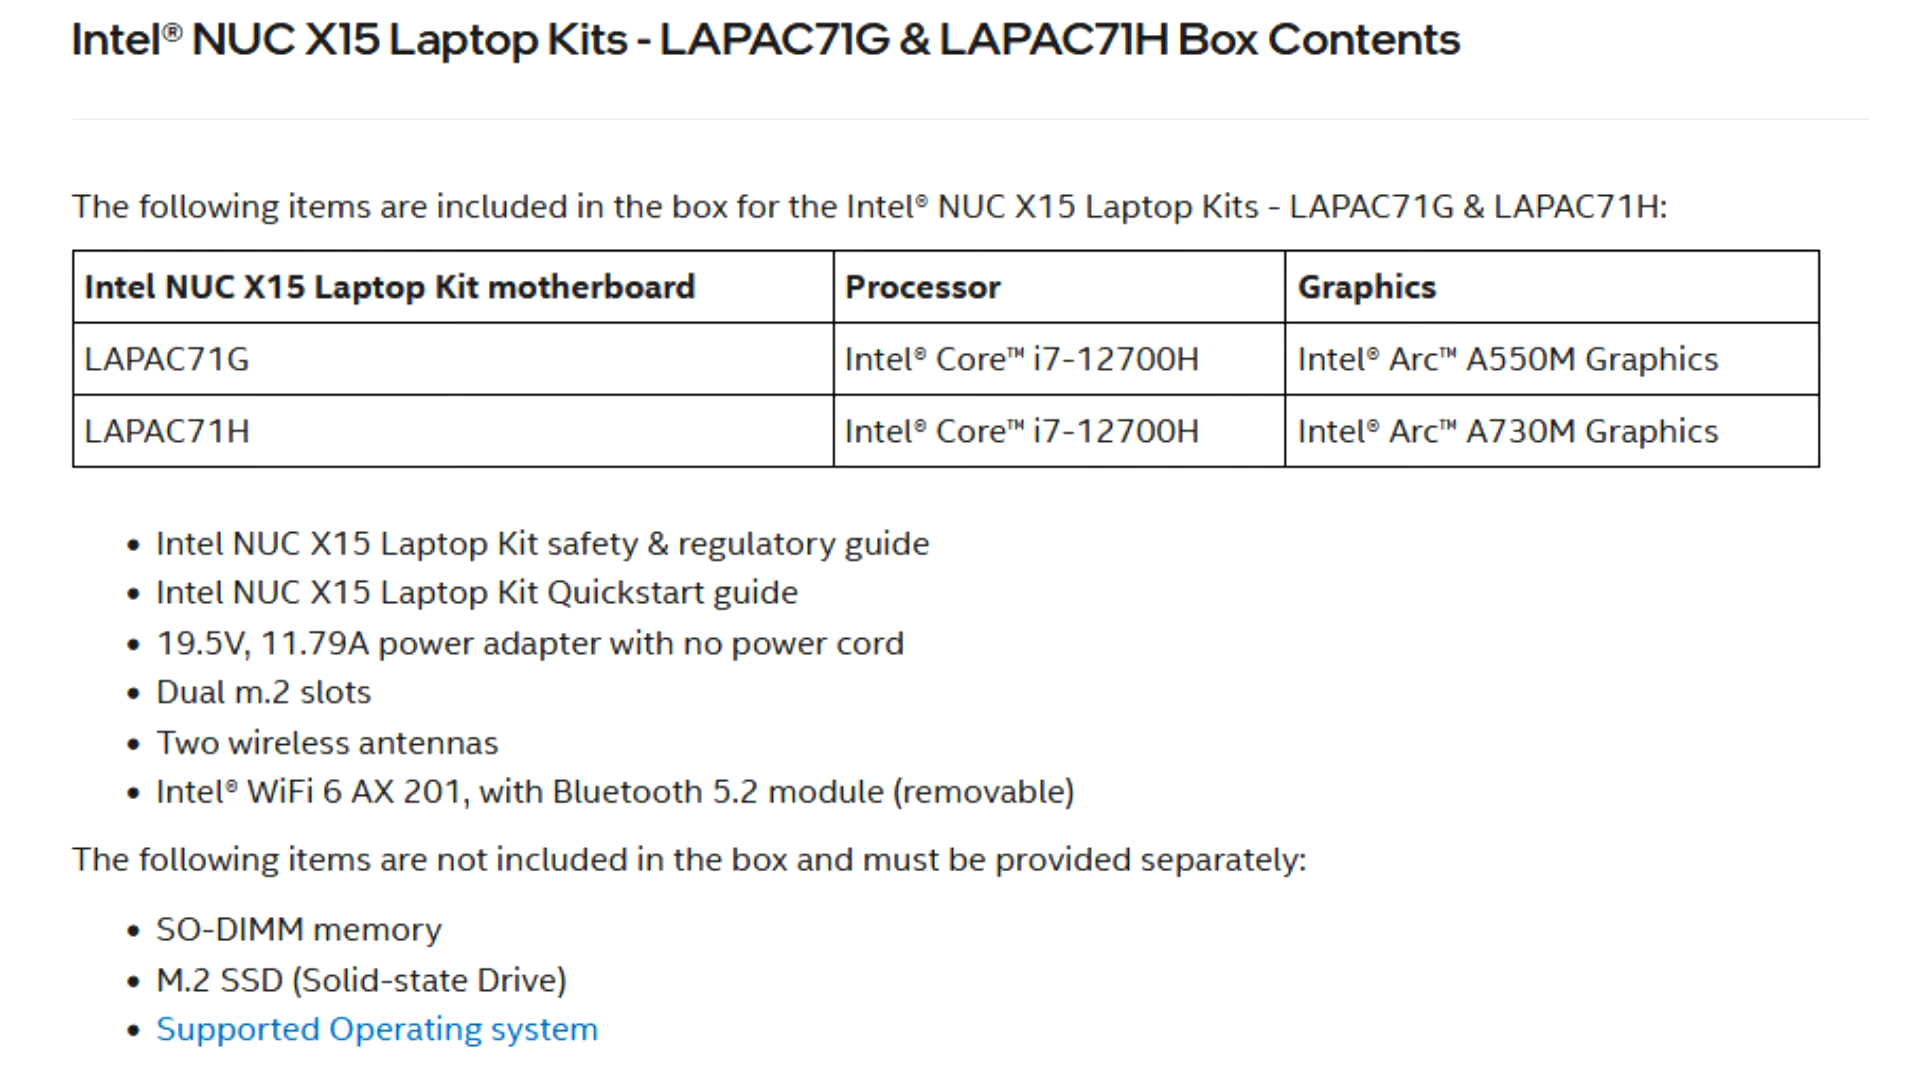 Intel® NUC X15 Laptop Kits - LAPAC71G & LAPAC71H Box Contents
The following items are included in the box for the Intel® NUC X15 Laptop Kits - LAPAC71G & LAPAC71H:
Intel NUC X15 Laptop Kit motherboard Processor Graphics
LAPAC71G Intel® Core™ i7-12700H Intel® Arc™ A550M Graphics
LAPAC71H Intel® Core™ i7-12700H Intel® Arc™ A730M Graphics
• Intel NUC X15 Laptop Kit safety & regulatory guide
• Intel NUC X15 Laptop Kit Quickstart guide
• 19.5V, 11.79A power adapter with no power cord
• Dual m.2 slots
• Two wireless antennas
• Intel® WiFi 6 AX 201, with Bluetooth 5.2 module (removable)
The following items are not included in the box and must be provided separately:
• SO-DIMM memory
• M.2 SSD (Solid-state Drive)
• Supported Operating system